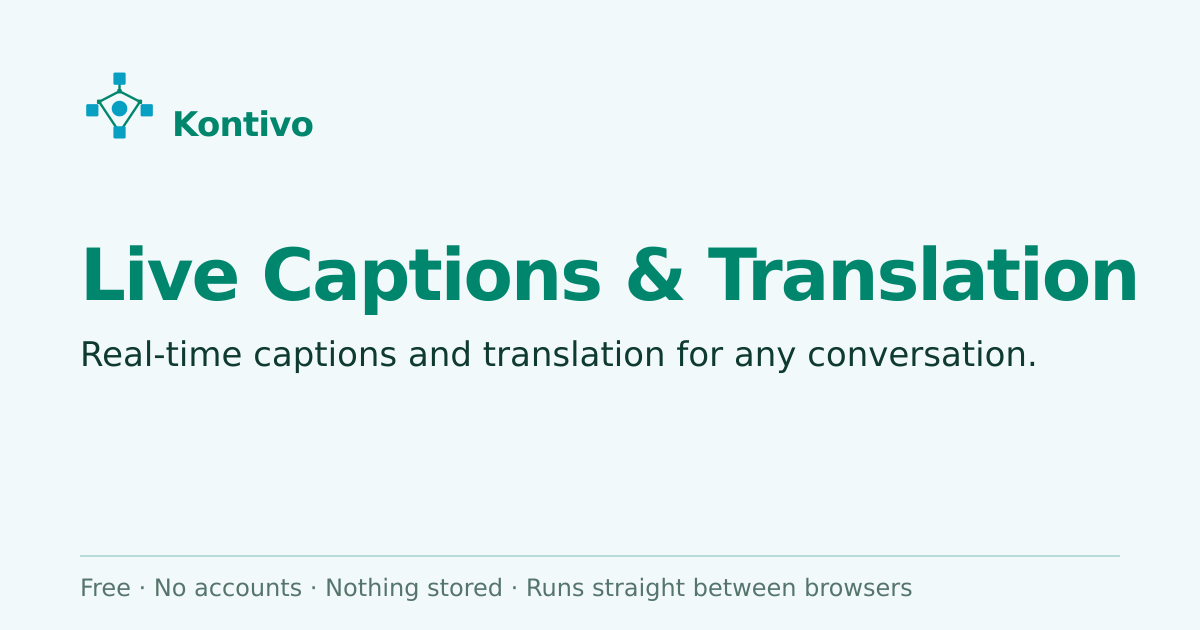 Kontivo
Live Captions & Translation
Real-time captions and translation for any conversation.
Free · No accounts · Nothing stored · Runs straight between browsers